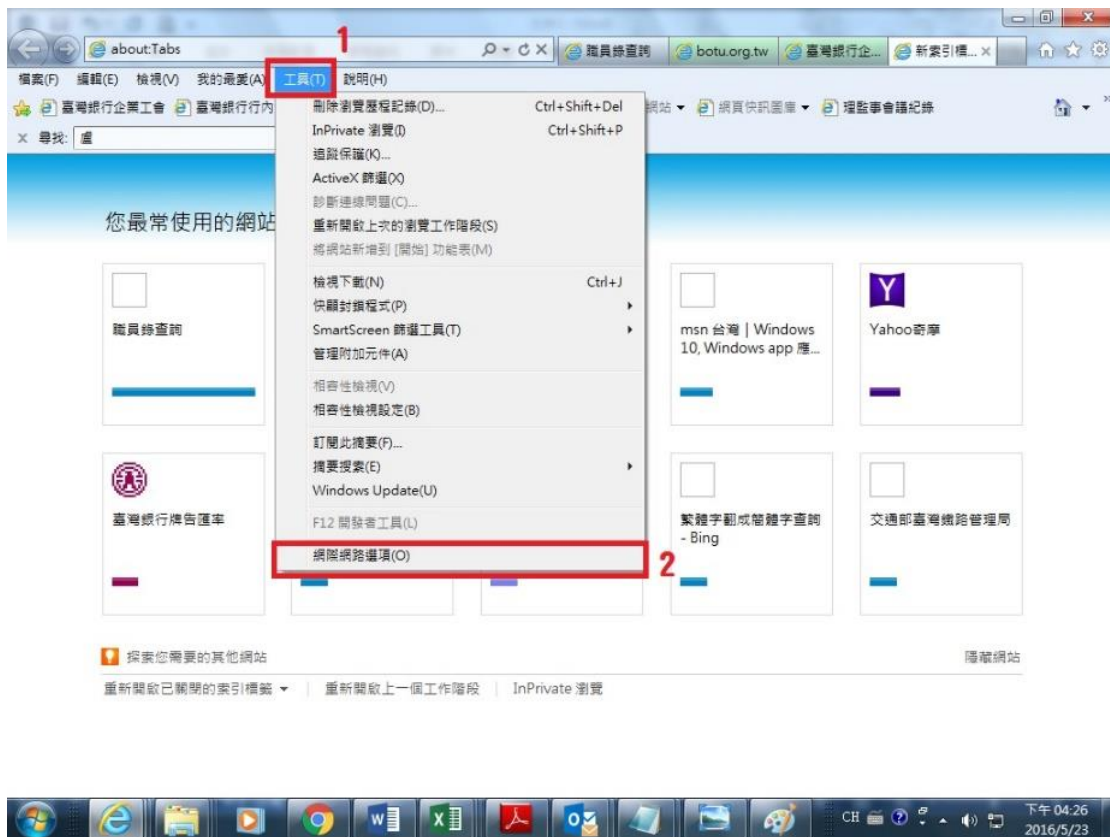 1
about:Tabs
職員錄查詢
botu.org.tw
臺灣銀行企...
新索引標...
檔案(F) 編輯(E) 檢視(V) 我的最愛(A) 工具(T) 說明(H)
臺灣銀行企業工會 臺灣銀行行內 網站 網頁快訊圖庫 理監事會議紀錄
x 尋找: 盧
刪除瀏覽歷程記錄(D)... Ctrl+Shift+Del
InPrivate 瀏覽(I) Ctrl+Shift+P
追蹤保護(K)...
ActiveX 篩選(X)
診斷連線問題(C)...
重新開啟上次的瀏覽工作階段(S)
將網站新增到 [開始] 功能表(M)
檢視下載(N) Ctrl+J
快顯封鎖程式(P)
SmartScreen 篩選工具(T)
管理附加元件(A)
相容性檢視(V)
相容性檢視設定(B)
訂閱此摘要(F)...
摘要搜索(E)
Windows Update(U)
F12 開發者工具(L)
網際網路選項(O)
2
您最常使用的網站
職員錄查詢
msn 台灣 | Windows
10, Windows app 應...
Y
Yahoo奇摩
臺灣銀行牌告匯率
繁體字翻成簡體字查詢
- Bing
交通部臺灣鐵路管理局
探索您需要的其他網站
隱藏網站
重新開啟已關閉的索引標籤 | 重新開啟上一個工作階段 | InPrivate 瀏覽
CH
下午 04:26
2016/5/23